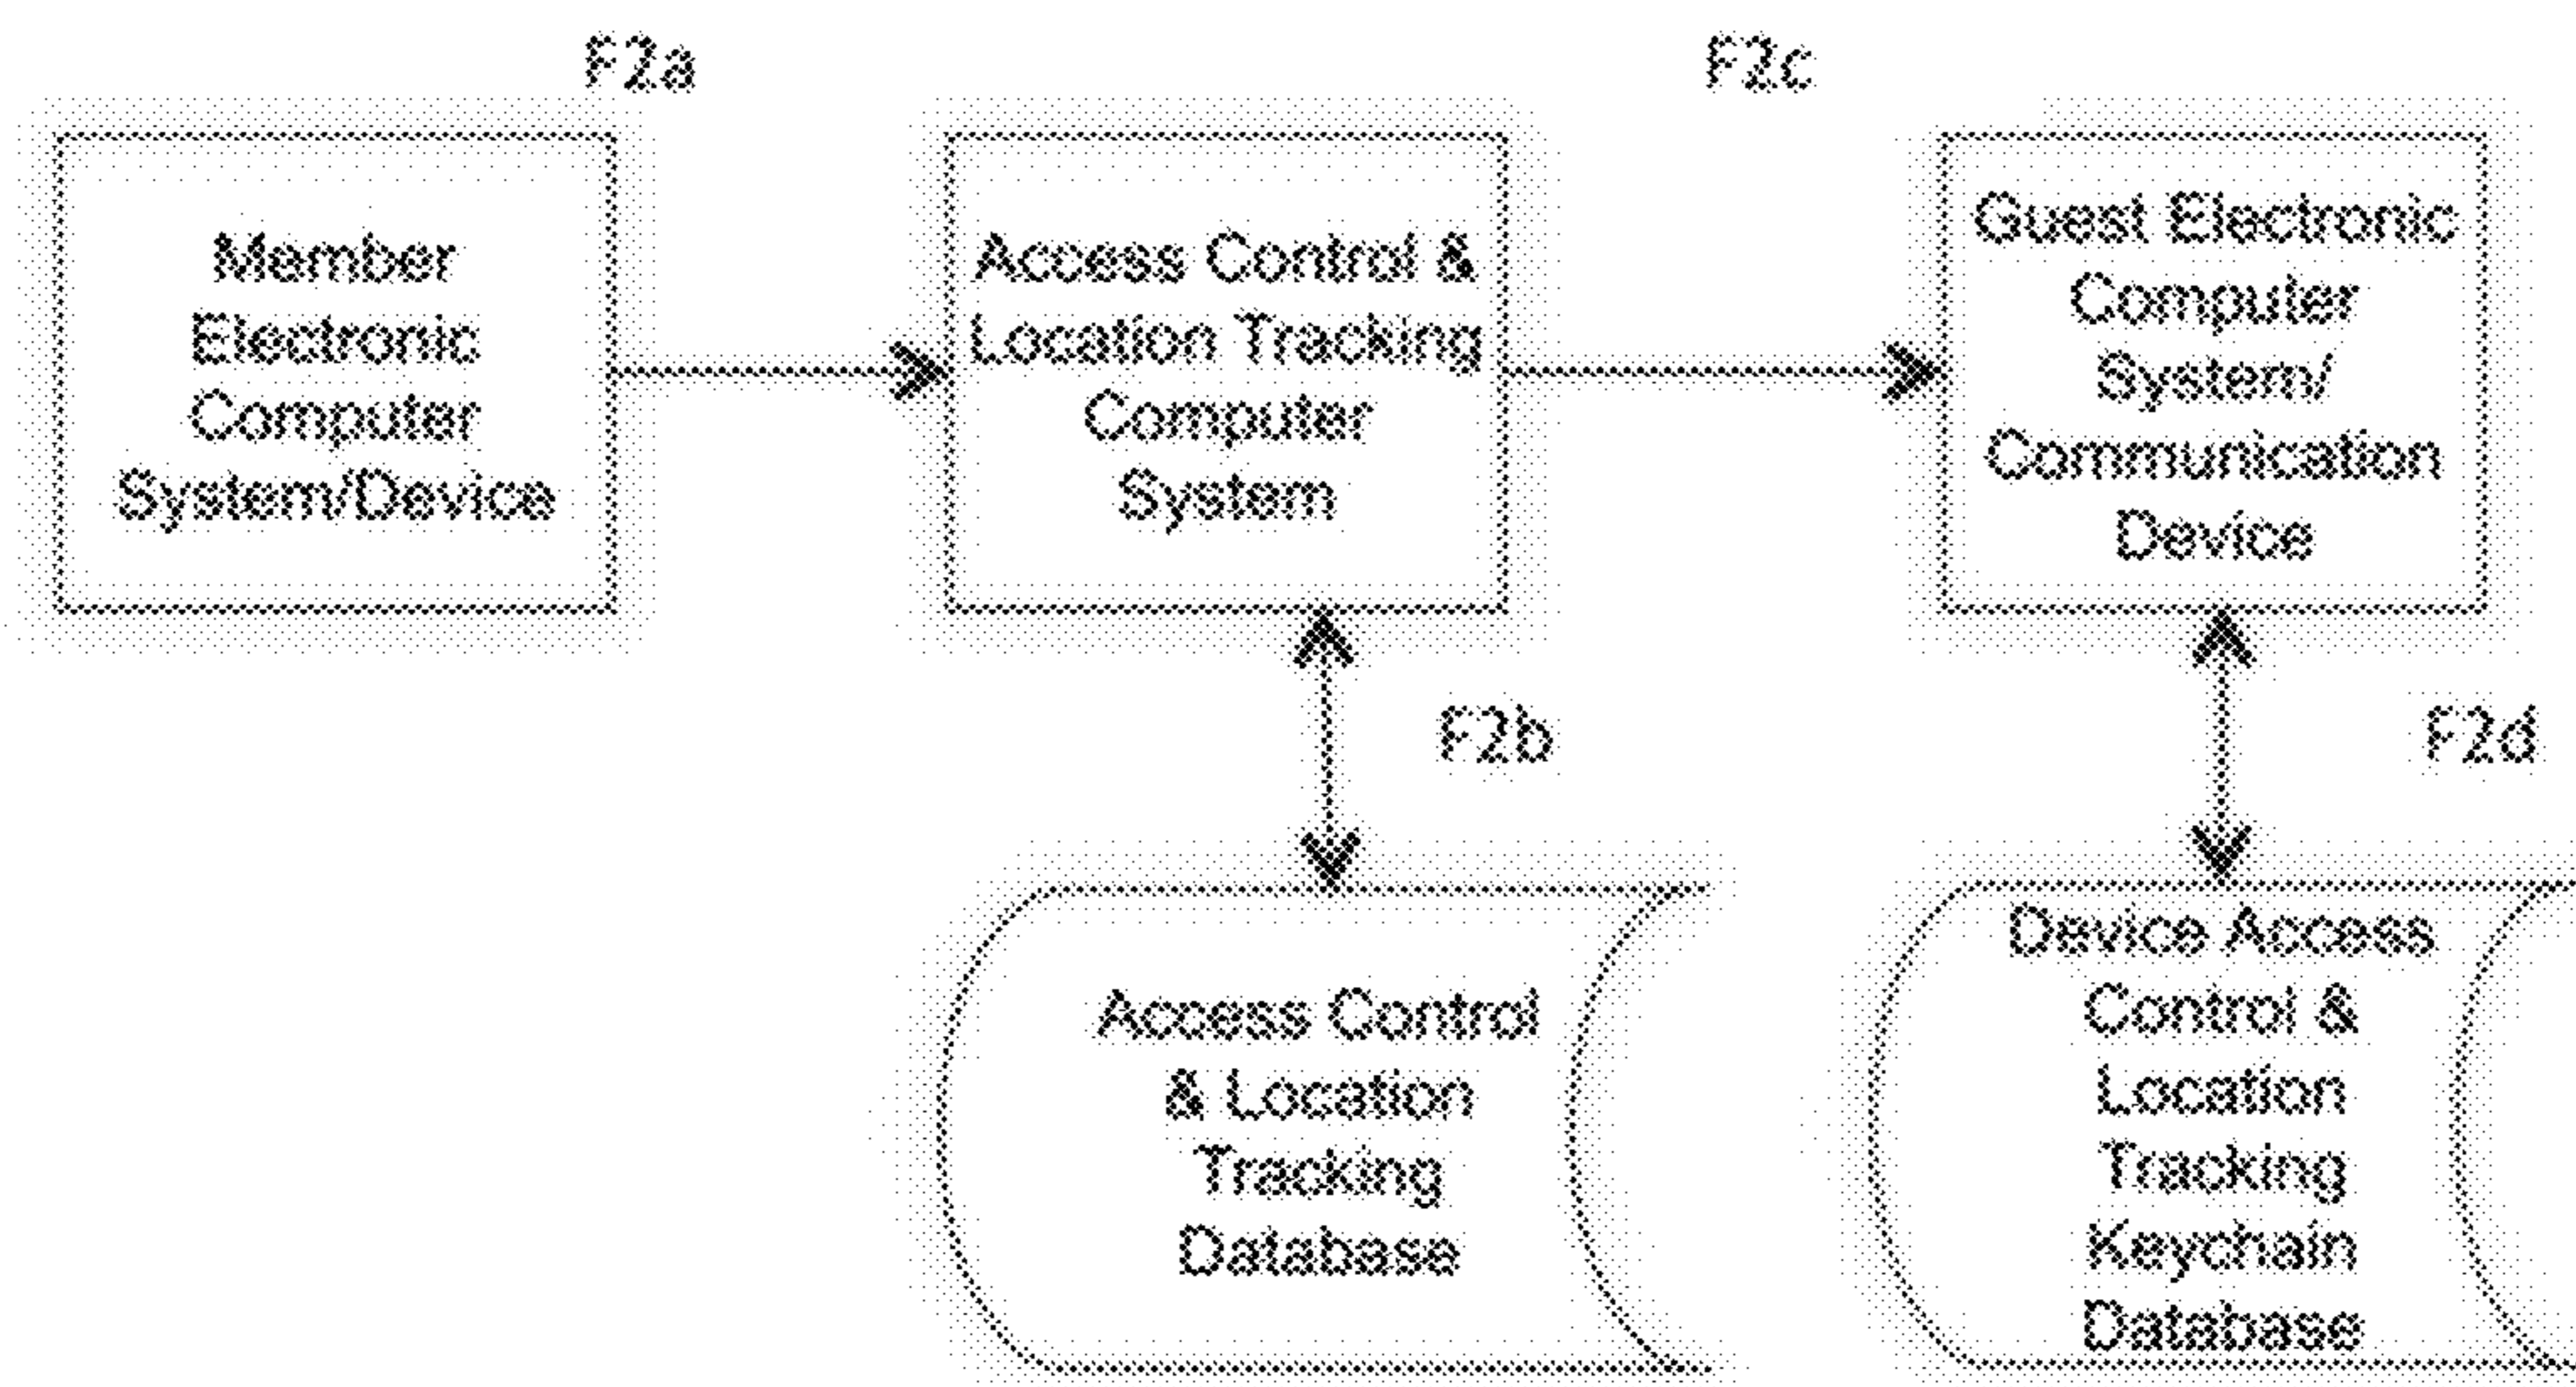 F2a
F2c
Member
Electronic
Computer
System/Device
Access Control &
Location Tracking
Computer
System
Guest Electronic
Computer
System/
Communication
Device
F2b
F2d
Access Control
& Location
Tracking
Database
Device Access
Control &
Location
Tracking
Keychain
Database